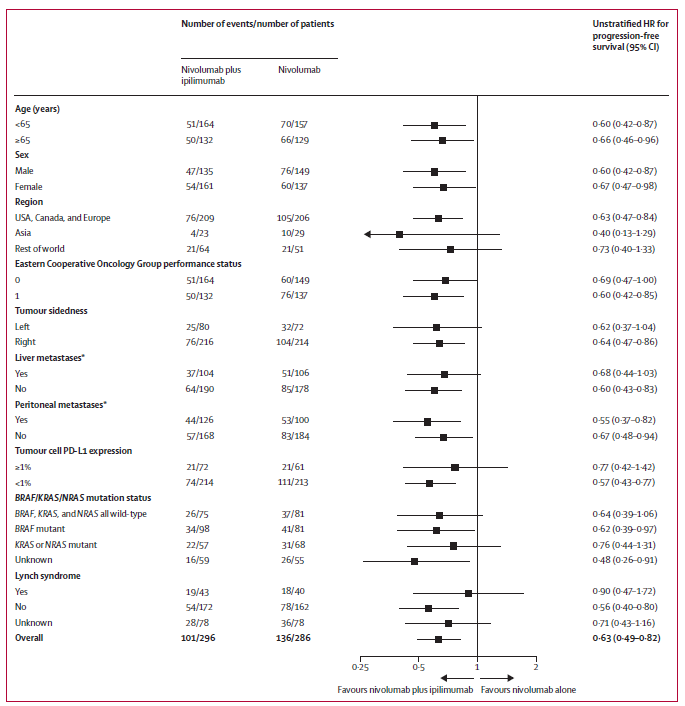 Number of events/number of patients Unstratified HR for
progression-free
survival (95% CI)
Nivolumab plus Nivolumab
ipilimumab
Age (years)
<65 51/164 70/157 0·60 (0·42–0·87)
≥65 50/132 66/129 0·66 (0·46–0·96)
Sex
Male 47/135 76/149 0·60 (0·42–0·87)
Female 54/161 60/137 0·67 (0·47–0·98)
Region
USA, Canada, and Europe 76/209 105/206 0·63 (0·47–0·84)
Asia 4/23 10/29 0·40 (0·13–1·29)
Rest of world 21/64 21/51 0·73 (0·40–1·33)
Eastern Cooperative Oncology Group performance status
0 51/164 60/149 0·69 (0·47–1·00)
1 50/132 76/137 0·60 (0·42–0·85)
Tumour sidedness
Left 25/80 32/72 0·62 (0·37–1·04)
Right 76/216 104/214 0·64 (0·47–0·86)
Liver metastases*
Yes 37/104 51/106 0·68 (0·44–1·03)
No 64/190 85/178 0·60 (0·43–0·83)
Peritoneal metastases*
Yes 44/126 53/100 0·55 (0·37–0·82)
No 57/168 83/184 0·67 (0·48–0·94)
Tumour cell PD-L1 expression
≥1% 21/72 21/61 0·77 (0·42–1·42)
<1% 74/214 111/213 0·57 (0·43–0·77)
BRAF/KRAS/NRAS mutation status
BRAF, KRAS, and NRAS all wild-type 26/75 37/81 0·64 (0·39–1·06)
BRAF mutant 34/98 41/81 0·62 (0·39–0·97)
KRAS or NRAS mutant 22/57 31/68 0·76 (0·44–1·31)
Unknown 16/59 26/55 0·48 (0·26–0·91)
Lynch syndrome
Yes 19/43 18/40 0·90 (0·47–1·72)
No 54/172 78/162 0·56 (0·40–0·80)
Unknown 28/78 36/78 0·71 (0·43–1·16)
Overall 101/296 136/286 0·63 (0·49–0·82)
0·25 0·5 1 2
Favours nivolumab plus ipilimumab Favours nivolumab alone